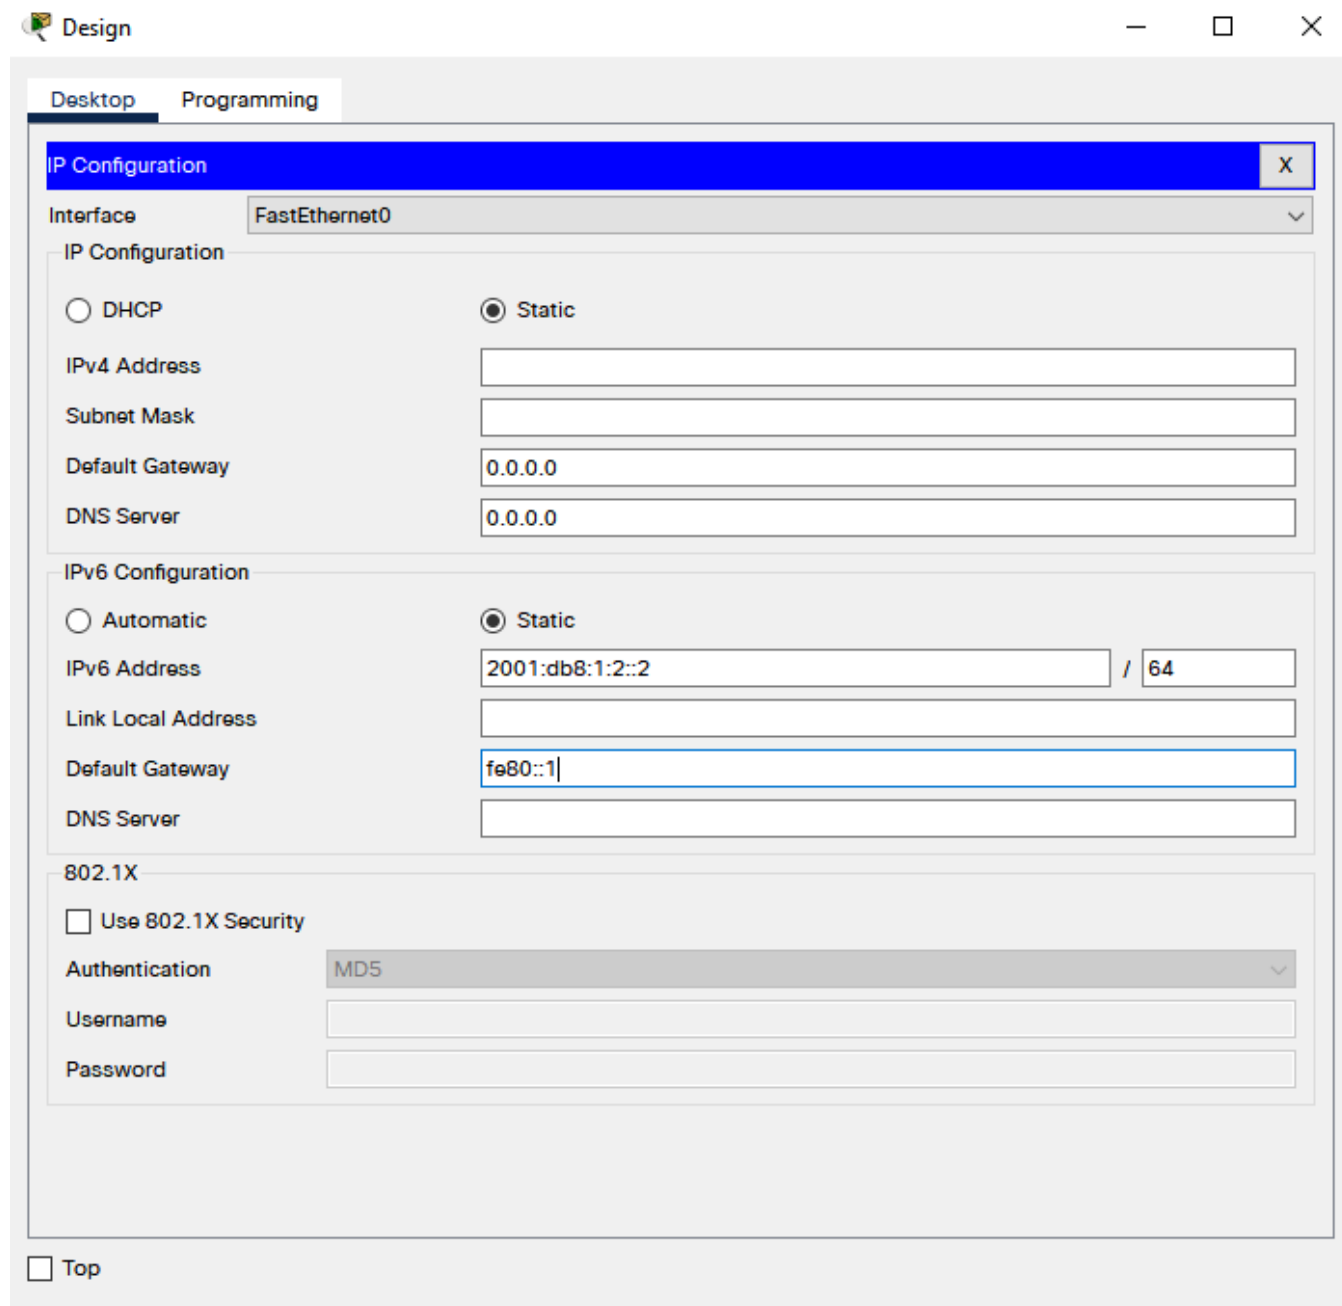 Design
Desktop Programming
IP Configuration X
Interface FastEthernet0
IP Configuration
DHCP Static
IPv4 Address
Subnet Mask
Default Gateway 0.0.0.0
DNS Server 0.0.0.0
IPv6 Configuration
Automatic Static
IPv6 Address 2001:db8:1:2::2 / 64
Link Local Address
Default Gateway fe80::1
DNS Server
802.1X
Use 802.1X Security
Authentication MD5
Username
Password
Top